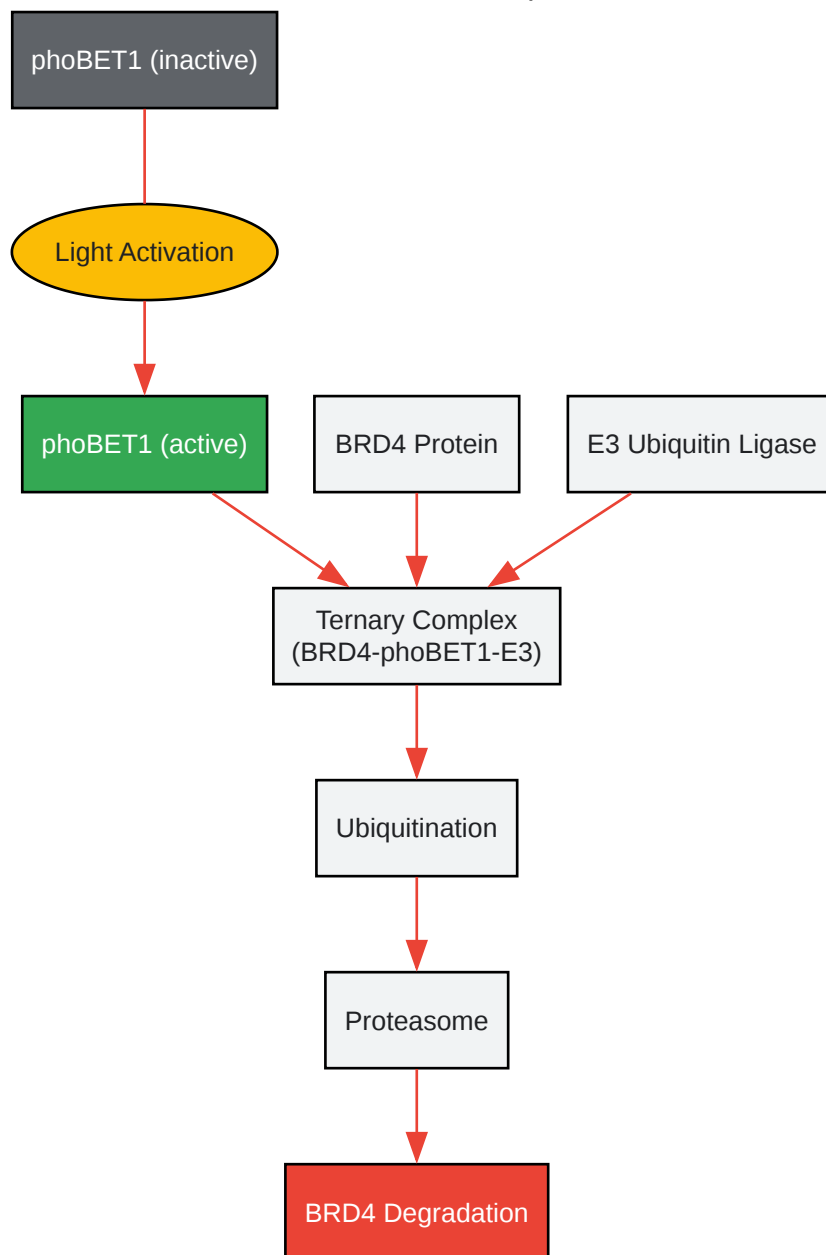 phoBET1 (inactive)
Light Activation
phoBET1 (active)
BRD4 Protein
E3 Ubiquitin Ligase
Ternary Complex
(BRD4-phoBET1-E3)
Ubiquitination
Proteasome
BRD4 Degradation